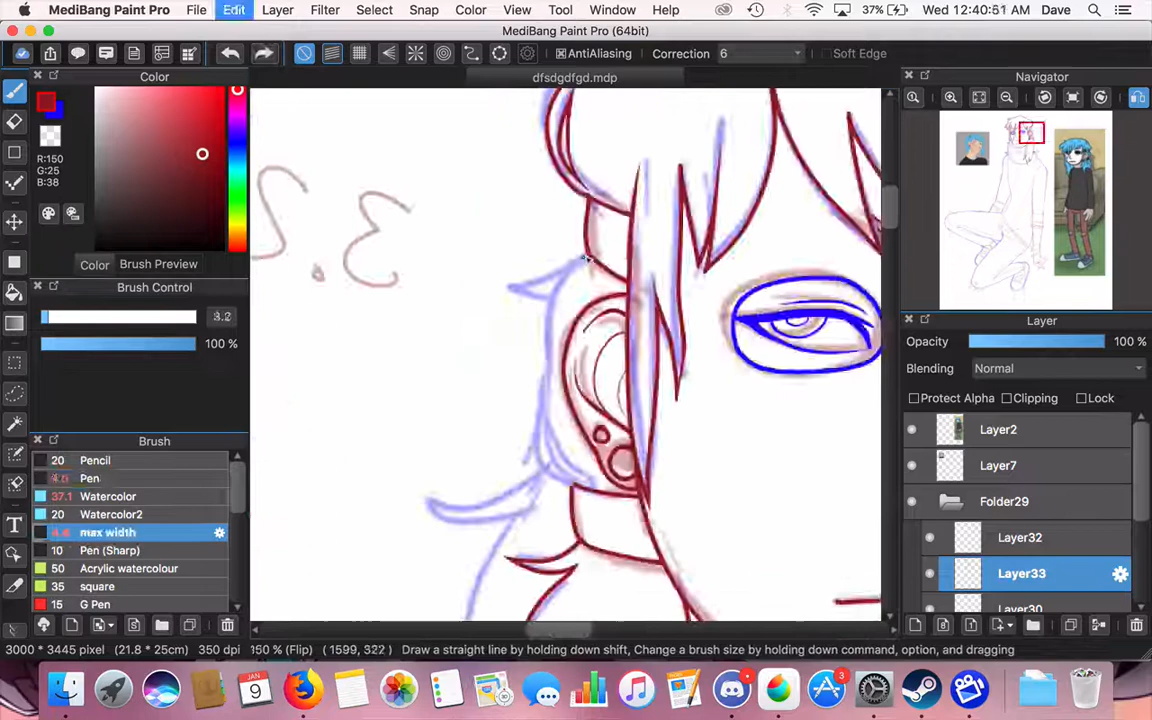 MediBang Paint Pro File Edit Layer Filter Select Snap Color View Tool Window Help 37% Wed 12:40:61 AM Dave
MediBang Paint Pro (64bit)
AntiAliasing Correction 6 Soft Edge
dfsdgdfgd.mdp
Color
R:150
G:25
B:38
Color Brush Preview
Brush Control
3.2
100 %
Brush
20 Pencil
Pen
37.1 Watercolor
20 Watercolor2
max width
10 Pen (Sharp)
50 Acrylic watercolour
35 square
15 G Pen
Navigator
Layer
Opacity 100 %
Blending Normal
Protect Alpha Clipping Lock
Layer2
Layer7
Folder29
Layer32
Layer33
Layer30
3000 * 3445 pixel (21.8 * 25cm) 350 dpi 150 % (Flip) ( 1599, 322 ) Draw a straight line by holding down shift, Change a brush size by holding down command, option, and dragging
JAN
9
3